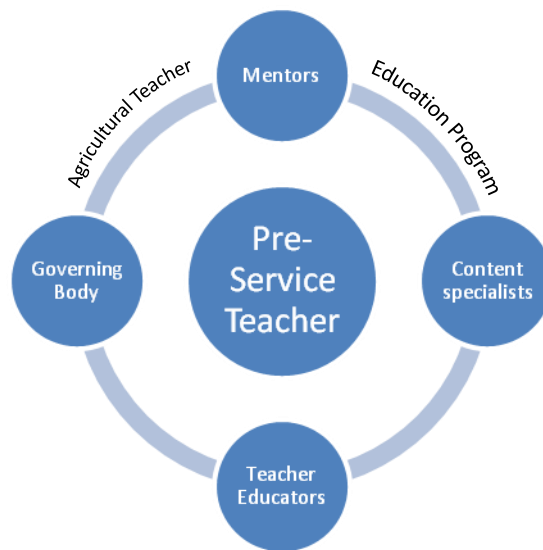 Agricultural Teacher
Education Program
Mentors
Governing
Body
Pre-
Service
Teacher
Content
specialists
Teacher
Educators